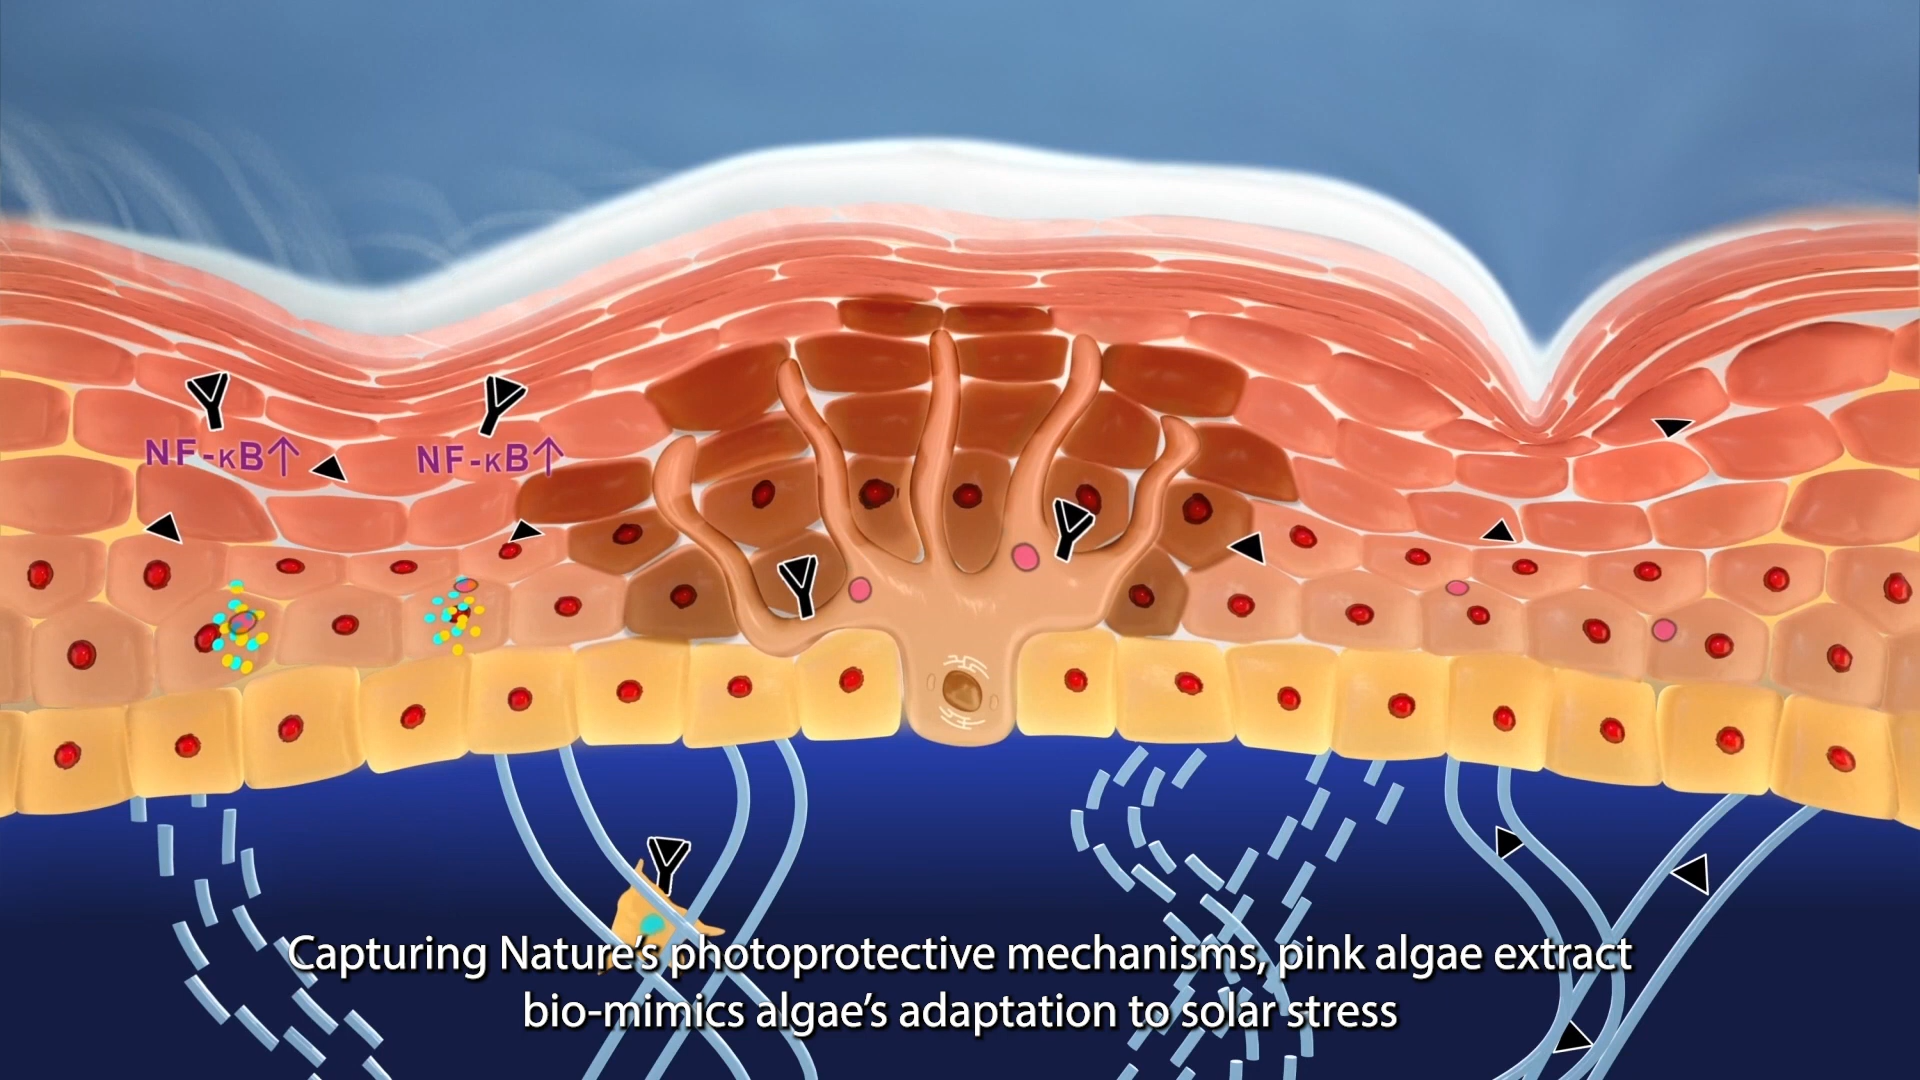 NF-κB↑ NF-κB↑
Capturing Nature's photoprotective mechanisms, pink algae extract
bio-mimics algae's adaptation to solar stress